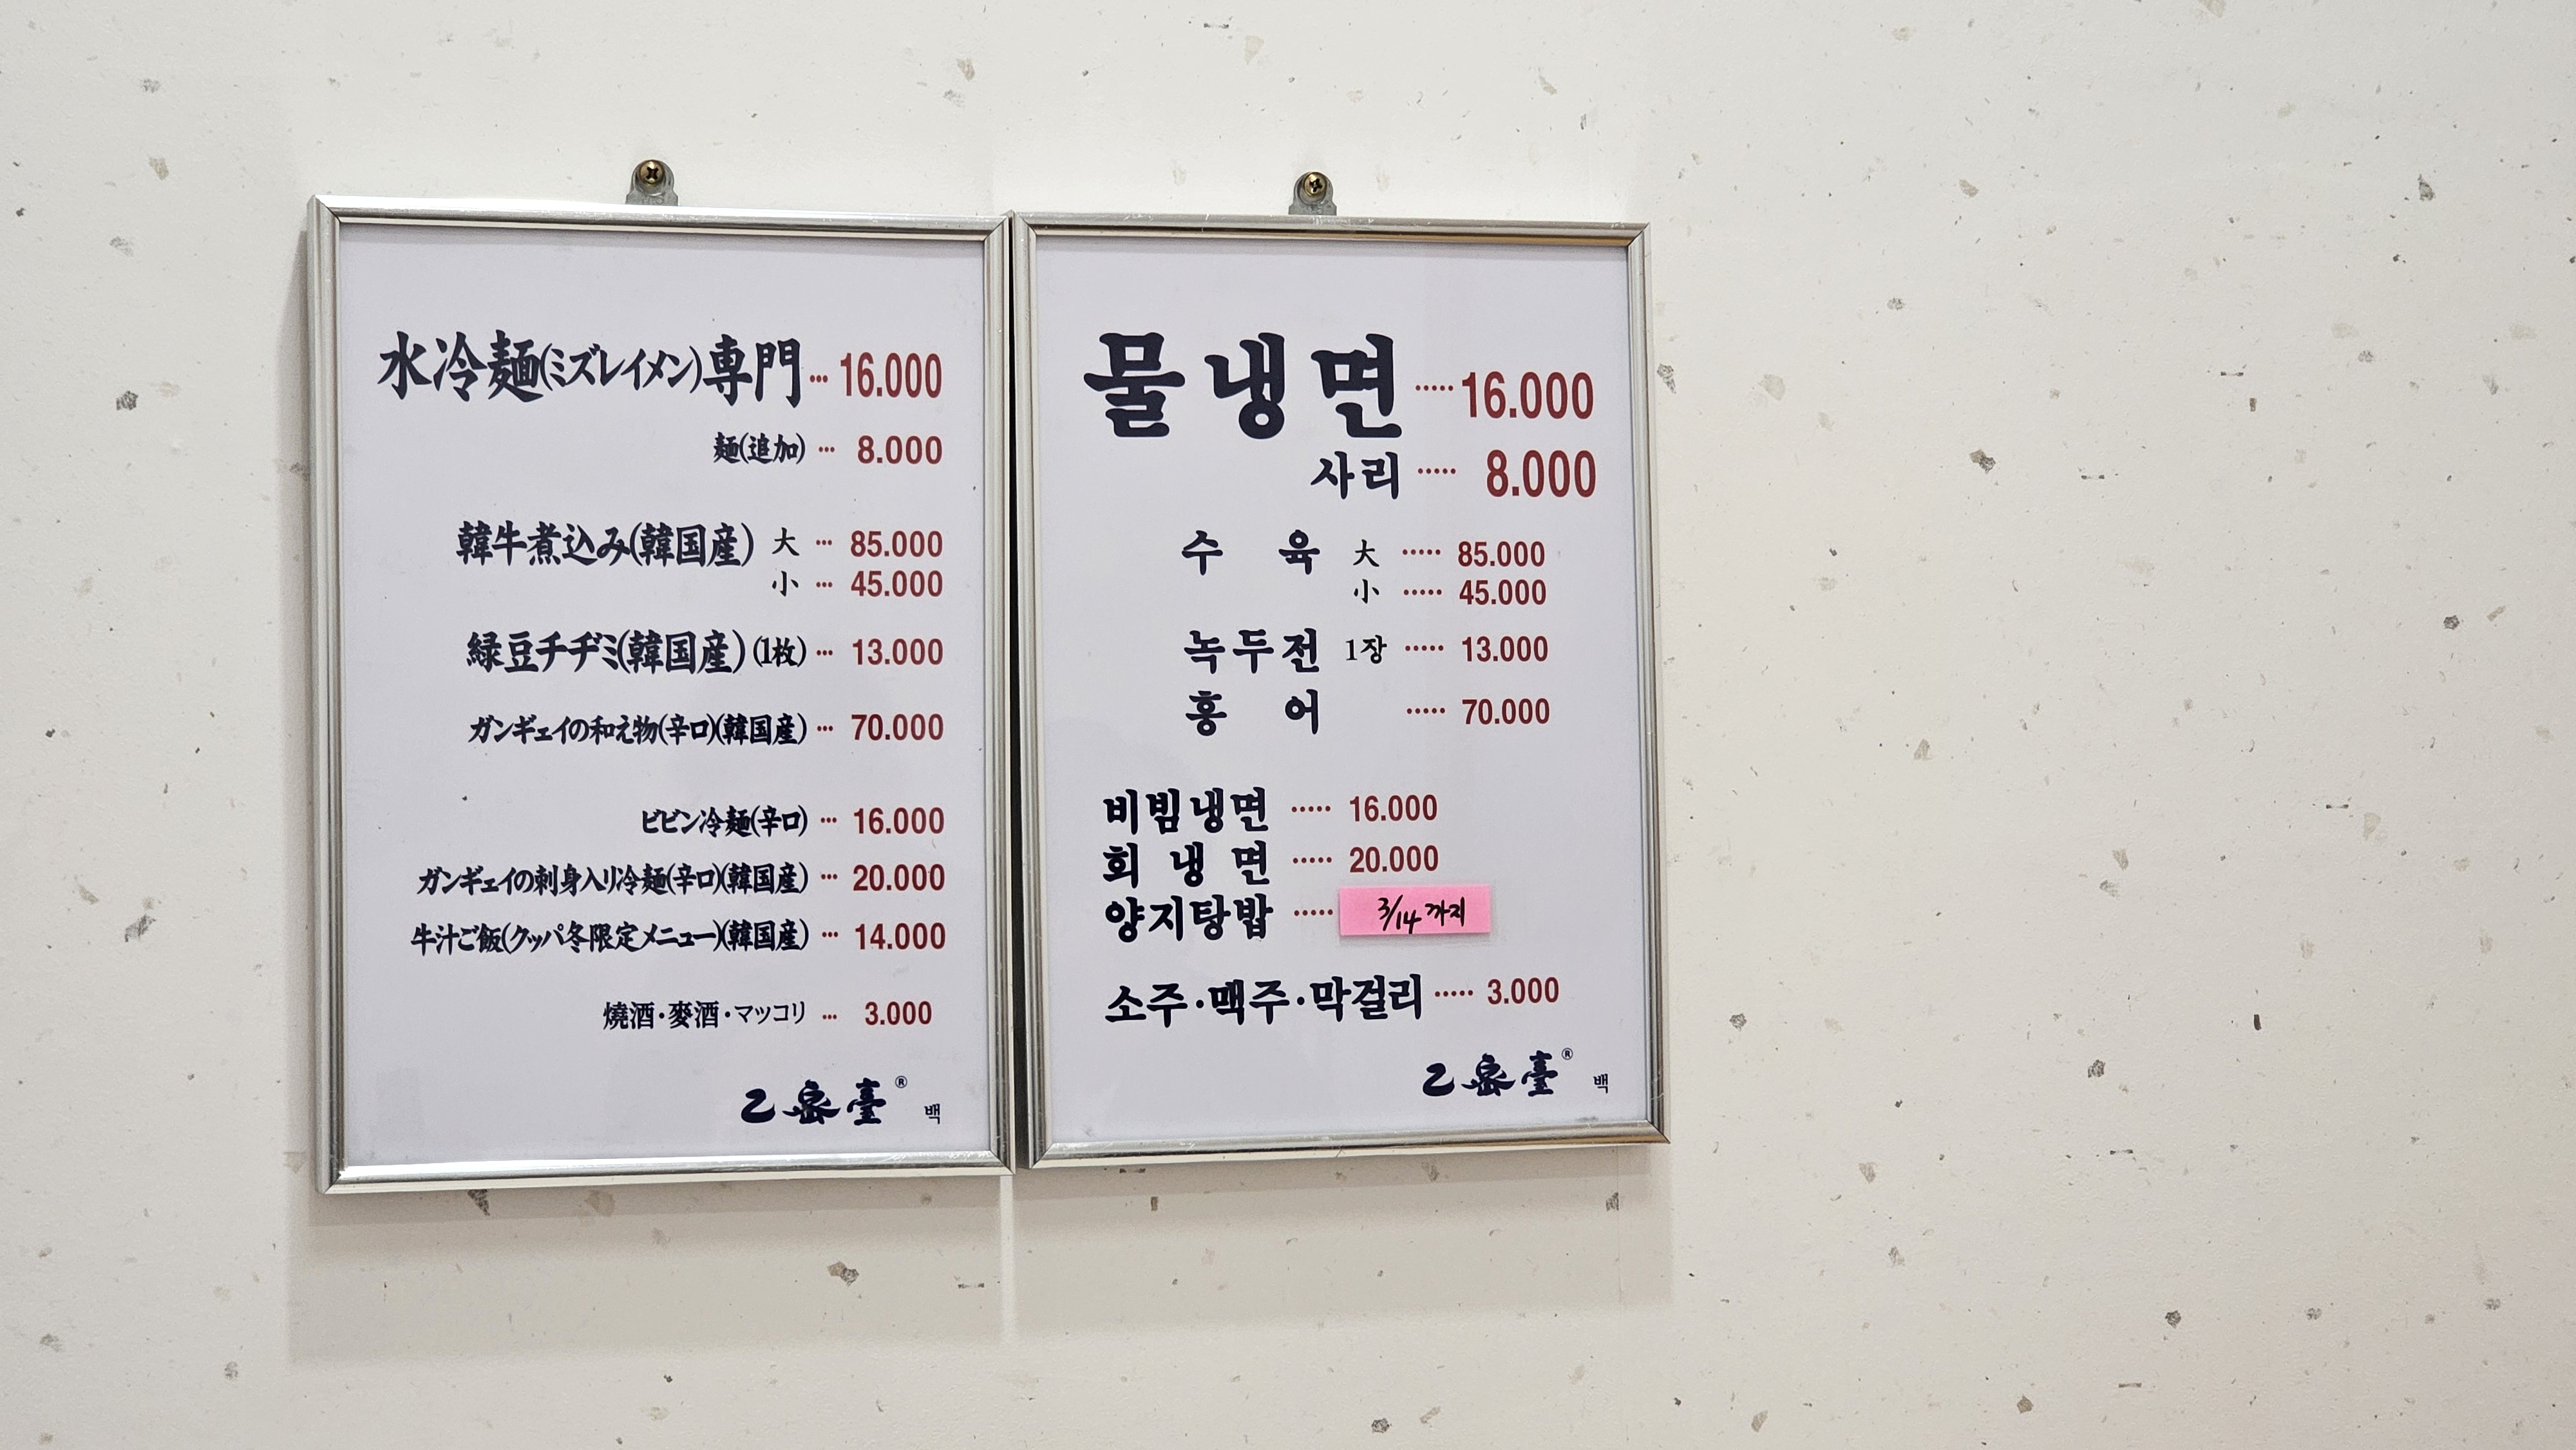 水冷麺(ミズレイメン)専門 ... 16.000
麺(追加) ... 8.000
韓牛煮込み(韓国産) 大 ... 85.000
小 ... 45.000
緑豆チヂミ(韓国産) (1枚) ... 13.000
ガンギェイの和え物(辛口)(韓国産) ... 70.000
ビビン冷麺(辛口) ... 16.000
ガンギェイの刺身入り冷麺(辛口)(韓国産) ... 20.000
牛汁ご飯(クッパ冬限定メニュー)(韓国産) ... 14.000
燒酒·麥酒·マッコリ ... 3.000
乙密臺® 백
물냉면 ····· 16.000
사리 ····· 8.000
수육 大 ····· 85.000
小 ····· 45.000
녹두전 1장 ····· 13.000
홍어 ····· 70.000
비빔냉면 ····· 16.000
회냉면 ····· 20.000
양지탕밥 ····· 3/14 까지
소주·맥주·막걸리 ····· 3.000
乙密臺® 백